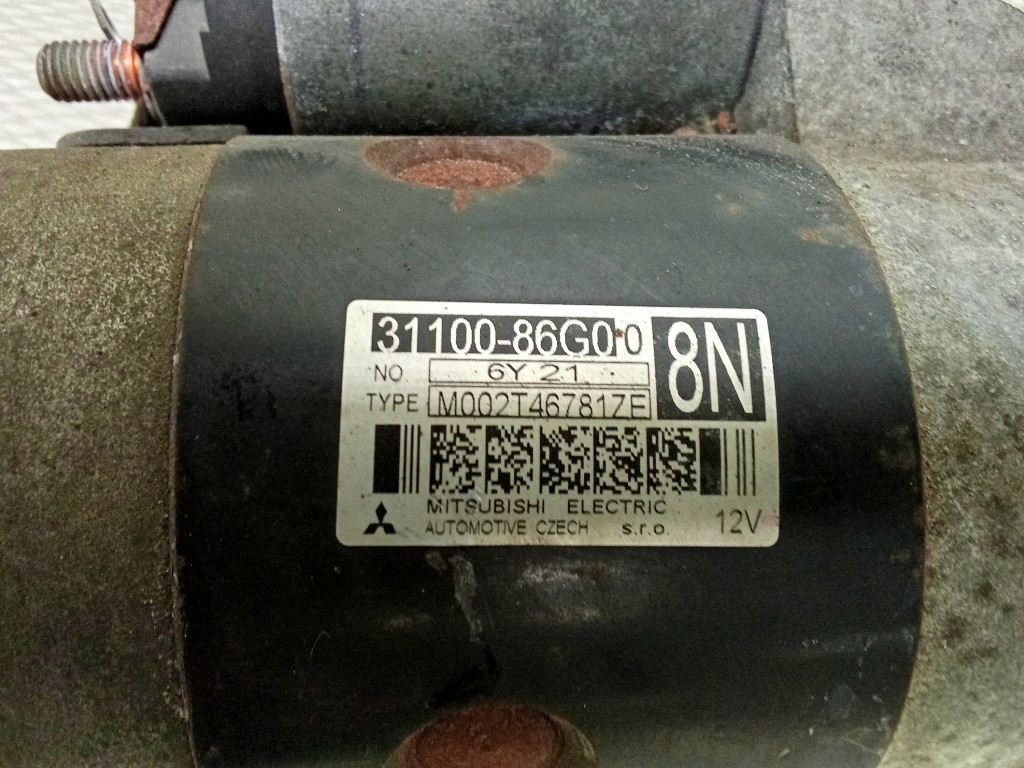 31100-86G00
8N
NO. 6Y 21
TYPE M002T46781ZE
MITSUBISHI ELECTRIC
AUTOMOTIVE CZECH s.r.o. 12V